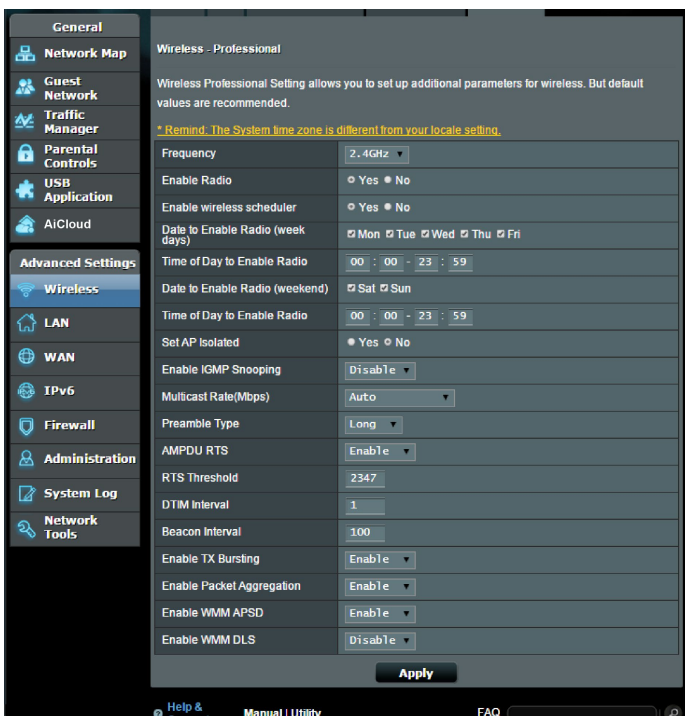 General
Network Map
Guest
Network
Traffic
Manager
Parental
Controls
USB
Application
AiCloud
Advanced Settings
Wireless
LAN
WAN
IPv6
Firewall
Administration
System Log
Network
Tools
Wireless - Professional
Wireless Professional Setting allows you to set up additional parameters for wireless. But default
values are recommended.
* Remind: The System time zone is different from your locale setting.
Frequency 2.4GHz
Enable Radio Yes No
Enable wireless scheduler Yes No
Date to Enable Radio (week
days) Mon Tue Wed Thu Fri
Time of Day to Enable Radio 00 : 00 - 23 : 59
Date to Enable Radio (weekend) Sat Sun
Time of Day to Enable Radio 00 : 00 - 23 : 59
Set AP Isolated Yes No
Enable IGMP Snooping Disable
Multicast Rate(Mbps) Auto
Preamble Type Long
AMPDU RTS Enable
RTS Threshold 2347
DTIM Interval 1
Beacon Interval 100
Enable TX Bursting Enable
Enable Packet Aggregation Enable
Enable WMM APSD Enable
Enable WMM DLS Disable
Apply
Help &
Manual | Utility FAQ